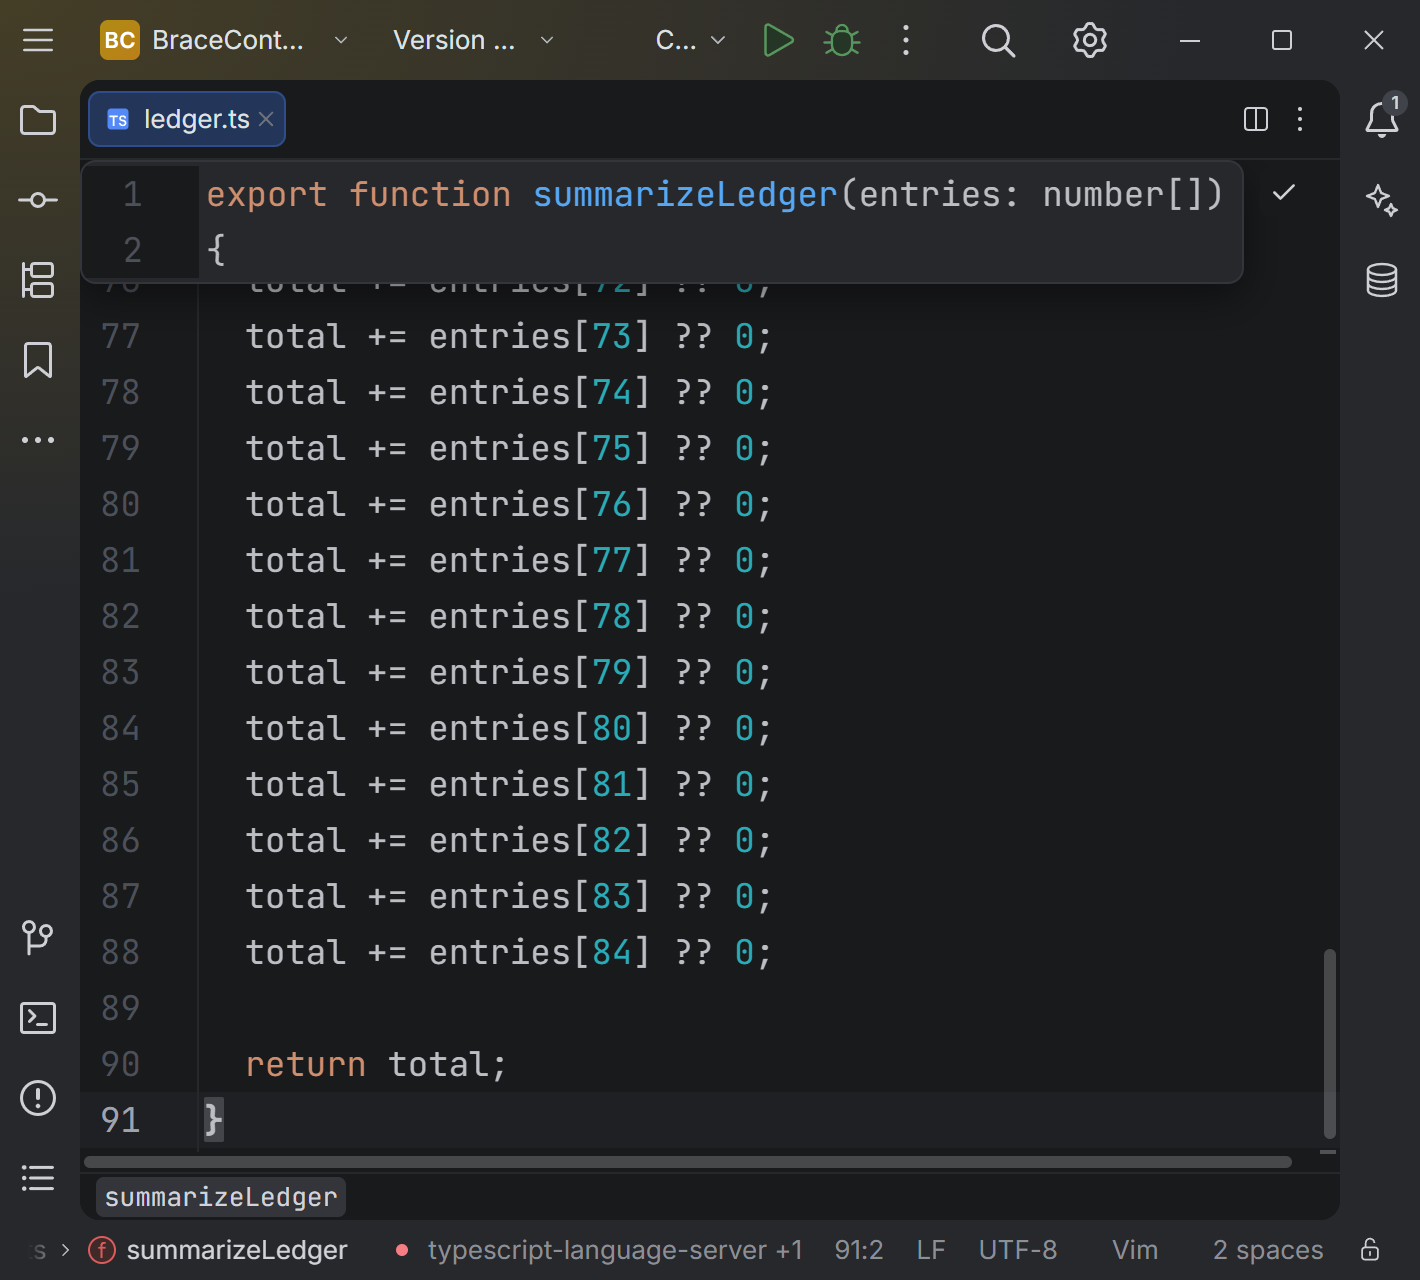 BC BraceCont... Version ... C...
ledger.ts
1
1 export function summarizeLedger(entries: number[])
2 {
77 total += entries[73] ?? 0;
78 total += entries[74] ?? 0;
79 total += entries[75] ?? 0;
80 total += entries[76] ?? 0;
81 total += entries[77] ?? 0;
82 total += entries[78] ?? 0;
83 total += entries[79] ?? 0;
84 total += entries[80] ?? 0;
85 total += entries[81] ?? 0;
86 total += entries[82] ?? 0;
87 total += entries[83] ?? 0;
88 total += entries[84] ?? 0;
89
90 return total;
91 }
summarizeLedger
summarizeLedger typescript-language-server +1 91:2 LF UTF-8 Vim 2 spaces